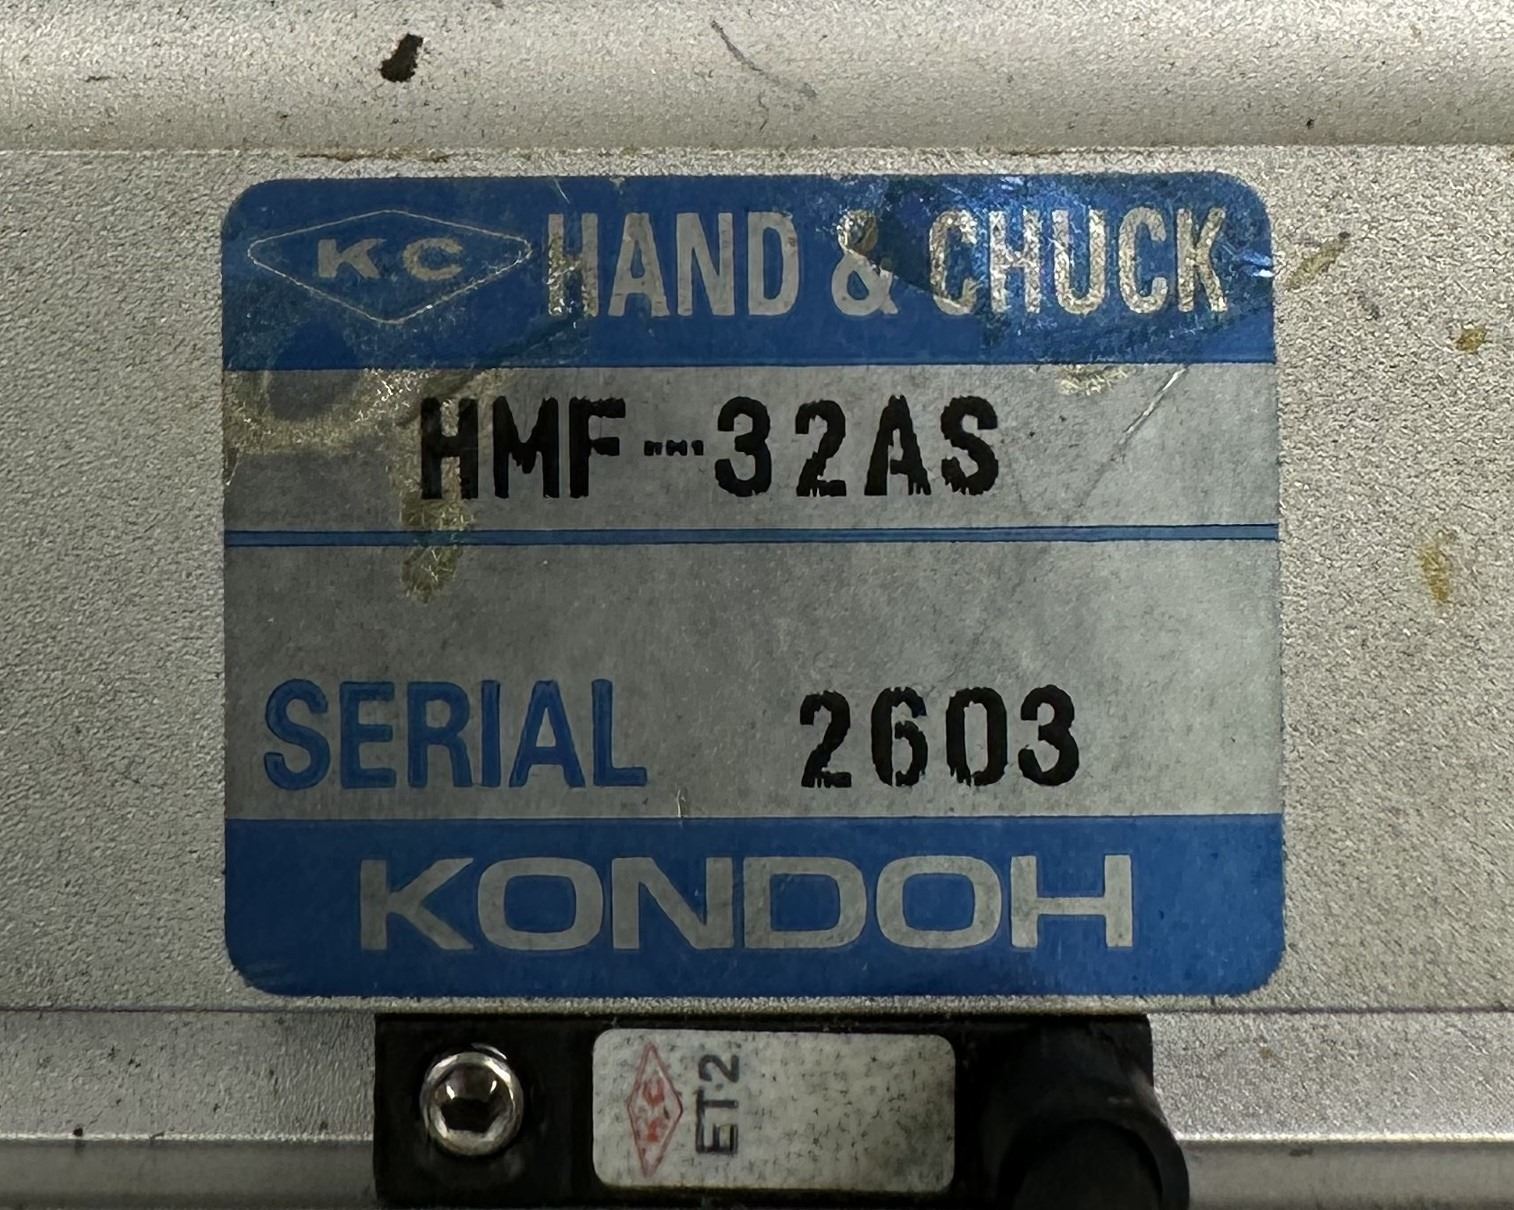 KC HAND & CHUCK
HMF-32AS
SERIAL 2603
KONDOH
KC
ET2